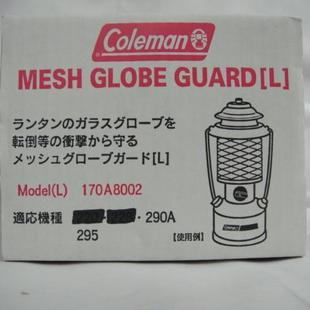 Coleman
MESH GLOBE GUARD[L]
ランタンのガラスグローブを
転倒等の衝撃から守る
メッシュグローブガード[L]
Model(L) 170A8002
適応機種 ・290A
295 【使用例】